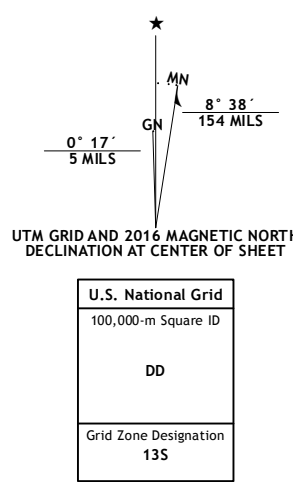 ★
MN
GN
8° 38´
154 MILS
0° 17´
5 MILS
UTM GRID AND 2016 MAGNETIC NORTH
DECLINATION AT CENTER OF SHEET
U.S. National Grid
100,000-m Square ID
DD
Grid Zone Designation
13S